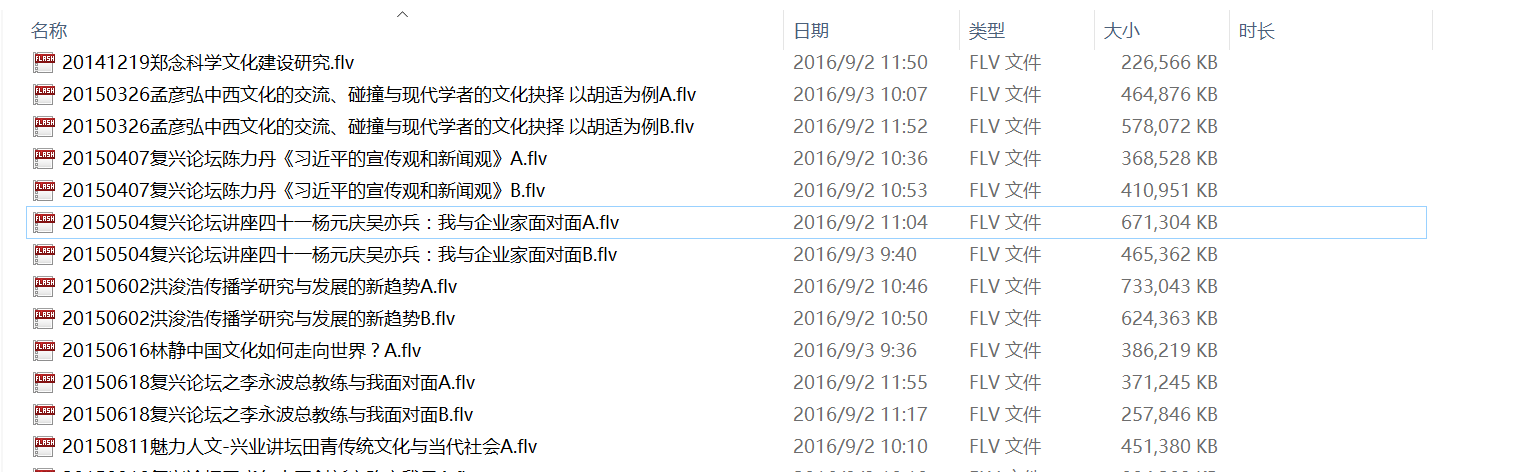 名称 日期 类型 大小 时长
20141219郑念科学文化建设研究.flv 2016/9/2 11:50 FLV 文件 226,566 KB
20150326孟彦弘中西文化的交流、碰撞与现代学者的文化抉择 以胡适为例A.flv 2016/9/3 10:07 FLV 文件 464,876 KB
20150326孟彦弘中西文化的交流、碰撞与现代学者的文化抉择 以胡适为例B.flv 2016/9/2 11:52 FLV 文件 578,072 KB
20150407复兴论坛陈力丹《习近平的宣传观和新闻观》A.flv 2016/9/2 10:36 FLV 文件 368,528 KB
20150407复兴论坛陈力丹《习近平的宣传观和新闻观》B.flv 2016/9/2 10:53 FLV 文件 410,951 KB
20150504复兴论坛讲座四十一杨元庆吴亦兵：我与企业家面对面A.flv 2016/9/2 11:04 FLV 文件 671,304 KB
20150504复兴论坛讲座四十一杨元庆吴亦兵：我与企业家面对面B.flv 2016/9/3 9:40 FLV 文件 465,362 KB
20150602洪浚浩传播学研究与发展的新趋势A.flv 2016/9/2 10:46 FLV 文件 733,043 KB
20150602洪浚浩传播学研究与发展的新趋势B.flv 2016/9/2 10:50 FLV 文件 624,363 KB
20150616林静中国文化如何走向世界？A.flv 2016/9/3 9:36 FLV 文件 386,219 KB
20150618复兴论坛之李永波总教练与我面对面A.flv 2016/9/2 11:55 FLV 文件 371,245 KB
20150618复兴论坛之李永波总教练与我面对面B.flv 2016/9/2 11:17 FLV 文件 257,846 KB
20150811魅力人文-兴业讲坛田青传统文化与当代社会A.flv 2016/9/2 10:10 FLV 文件 451,380 KB